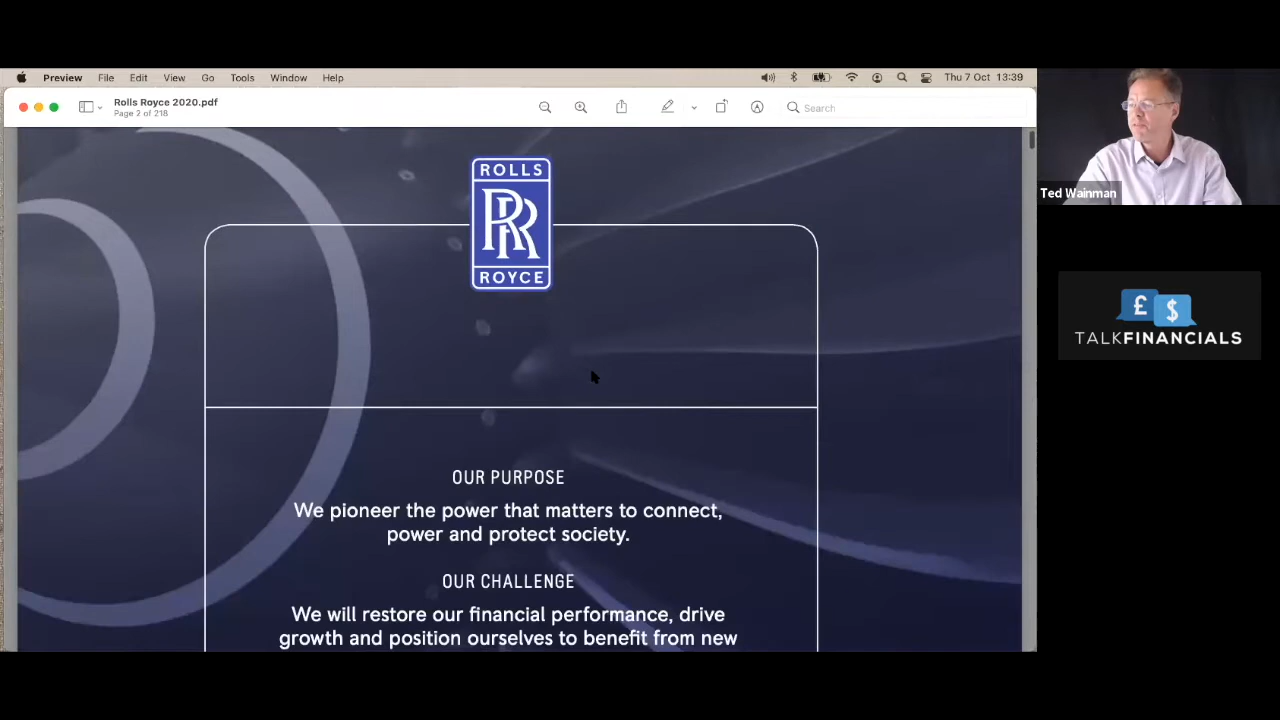 Preview File Edit View Go Tools Window Help
Thu 7 Oct 13:39
Rolls Royce 2020.pdf
Page 2 of 218
Search
ROLLS
RR
ROYCE
OUR PURPOSE
We pioneer the power that matters to connect,
power and protect society.
OUR CHALLENGE
We will restore our financial performance, drive
growth and position ourselves to benefit from new
Ted Wainman
£ $
TALKFINANCIALS